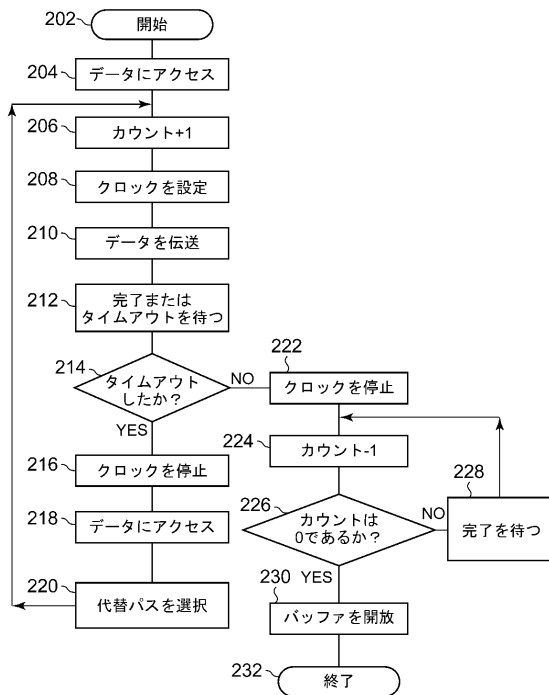 202
開始
204
データにアクセス
206
カウント+1
208
クロックを設定
210
データを伝送
212
完了または
タイムアウトを待つ
214
タイムアウト
したか？
NO
YES
216
クロックを停止
218
データにアクセス
220
代替パスを選択
222
クロックを停止
224
カウント-1
226
カウントは
0であるか？
NO
YES
228
完了を待つ
230
バッファを開放
232
終了